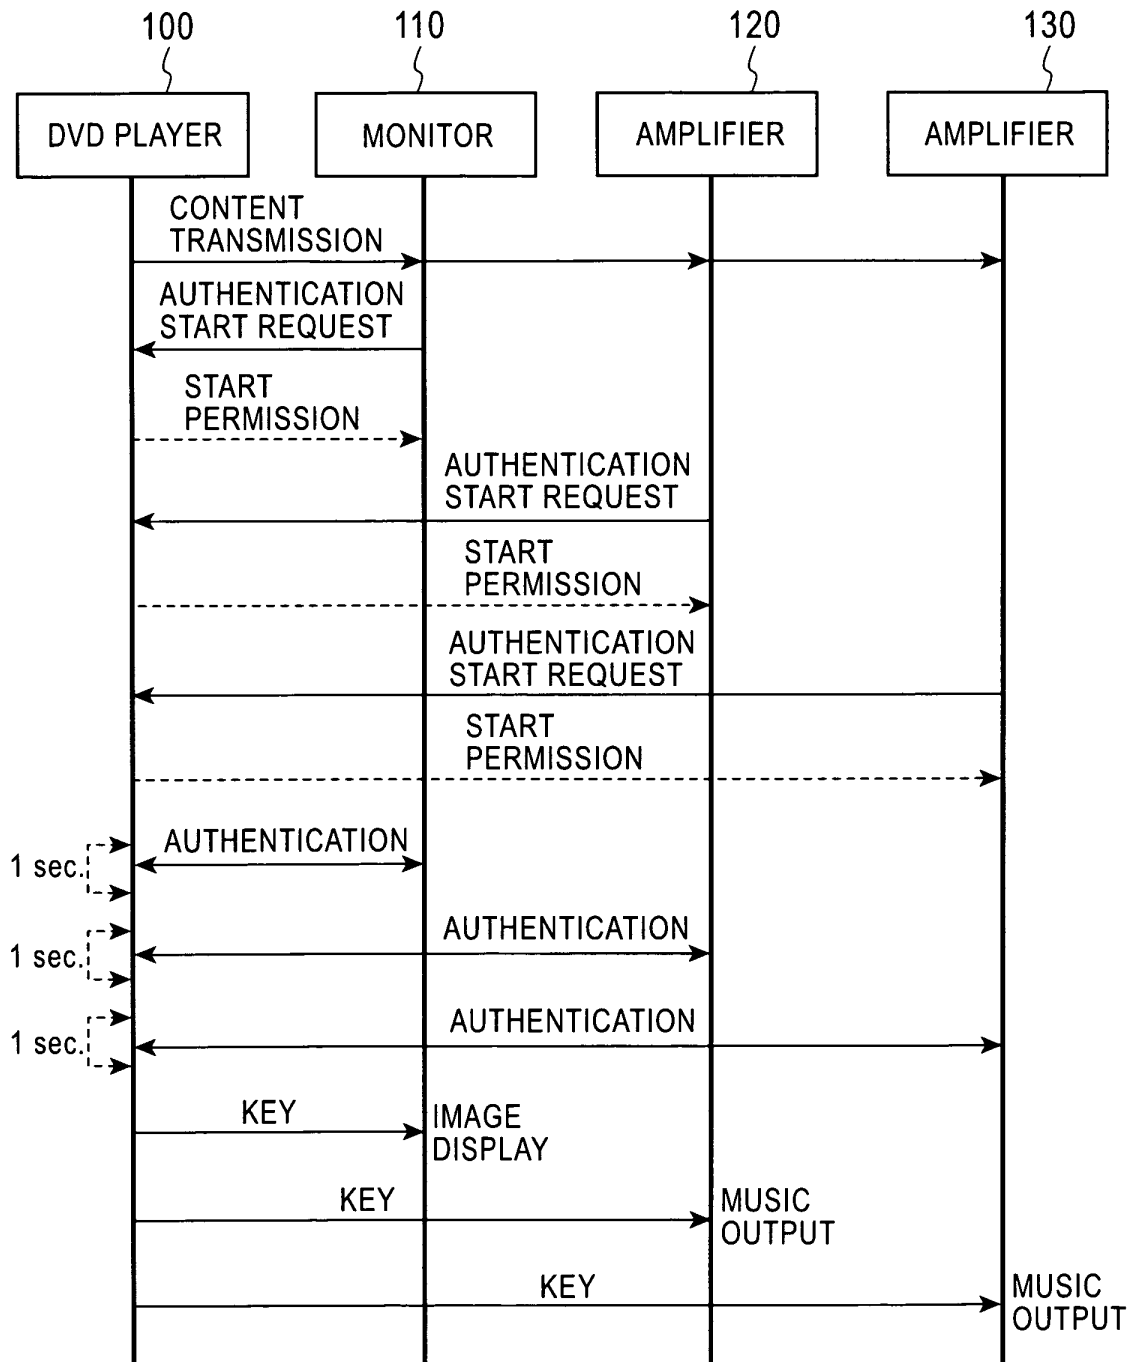 100
110
120
130
DVD PLAYER
MONITOR
AMPLIFIER
AMPLIFIER
CONTENT
TRANSMISSION
AUTHENTICATION
START REQUEST
START
PERMISSION
AUTHENTICATION
START REQUEST
START
PERMISSION
AUTHENTICATION
START REQUEST
START
PERMISSION
AUTHENTICATION
1 sec.
AUTHENTICATION
1 sec.
AUTHENTICATION
1 sec.
KEY
IMAGE
DISPLAY
KEY
MUSIC
OUTPUT
KEY
MUSIC
OUTPUT